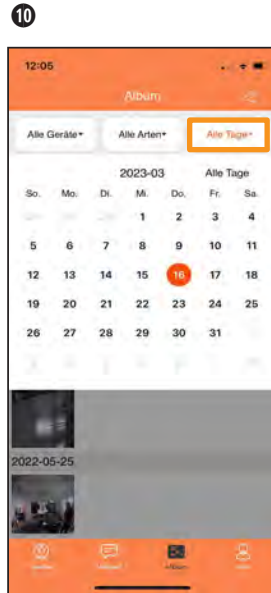 10
12:05
Album
Alle Geräte Alle Arten Alle Tage
2023-03 Alle Tage
So. Mo. Di. Mi. Do. Fr. Sa.
1 2 3 4
5 6 7 8 9 10 11
12 13 14 15 16 17 18
19 20 21 22 23 24 25
26 27 28 29 30 31
2022-05-25
Album